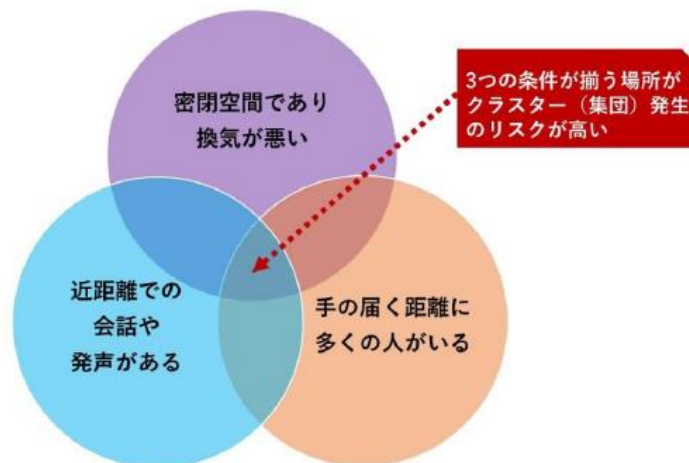 密閉空間であり
換気が悪い
3つの条件が揃う場所が
クラスター（集団）発生
のリスクが高い
近距離での
会話や
発声がある
手の届く距離に
多くの人がいる